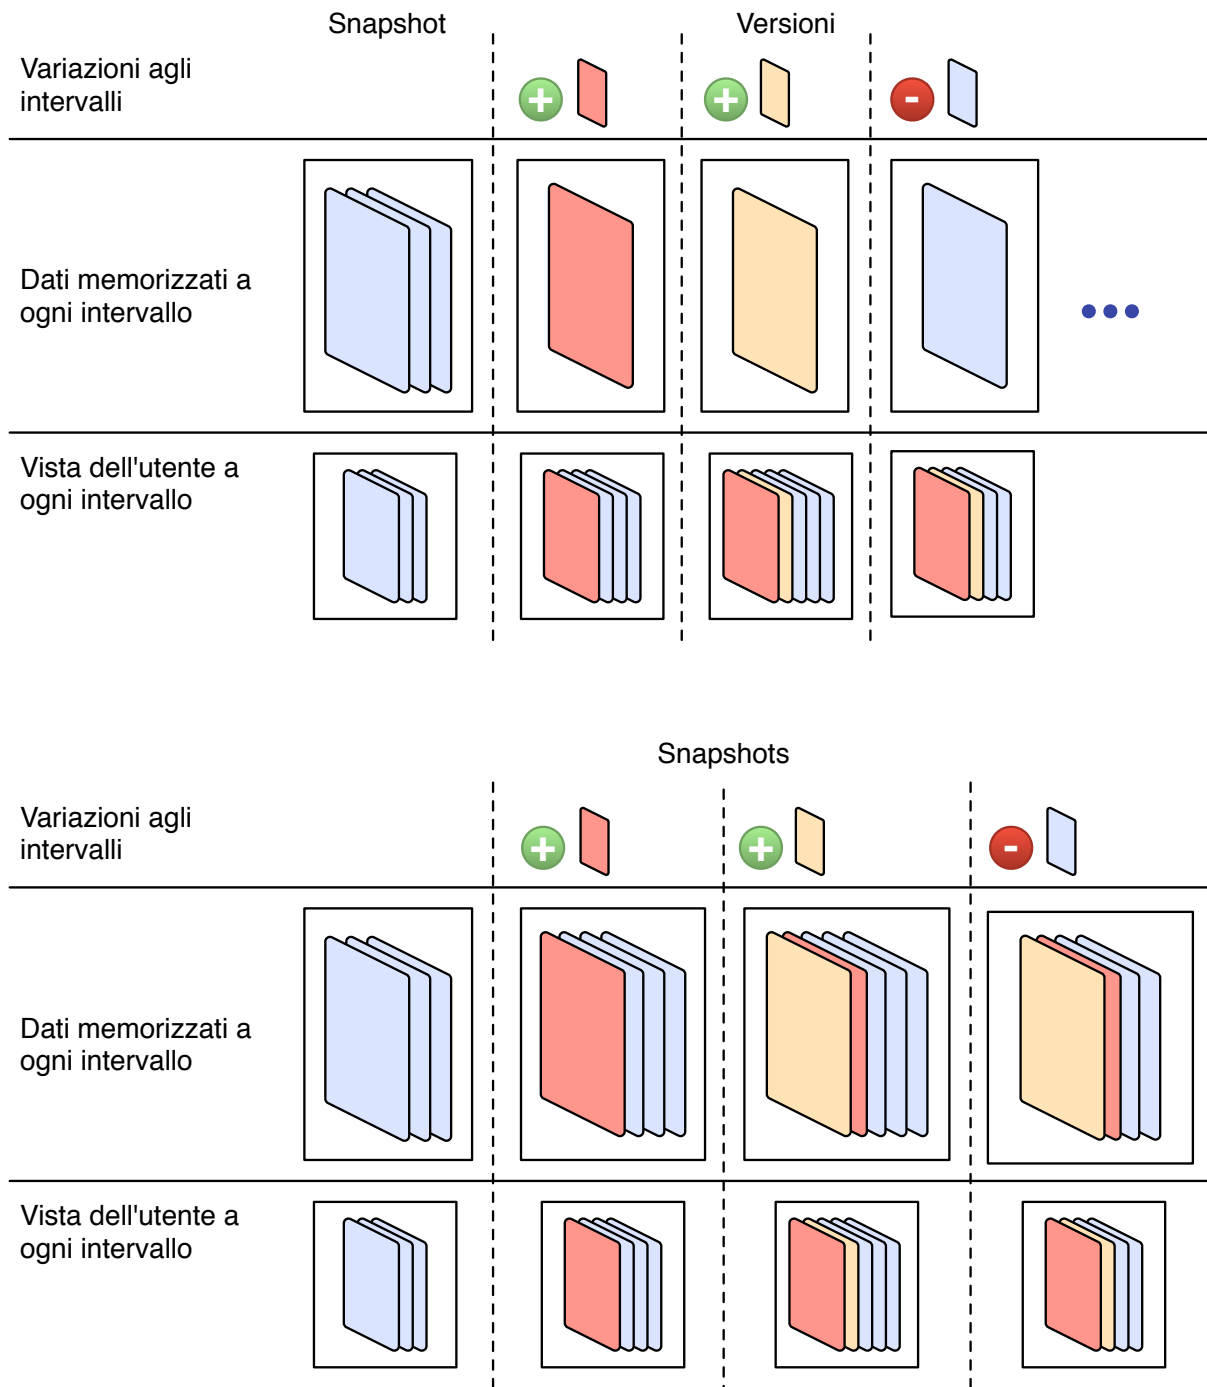 Snapshot
Versioni
Variazioni agli
intervalli
+
+
-
Dati memorizzati a
ogni intervallo
Vista dell'utente a
ogni intervallo
Snapshots
Variazioni agli
intervalli
+
+
-
Dati memorizzati a
ogni intervallo
Vista dell'utente a
ogni intervallo